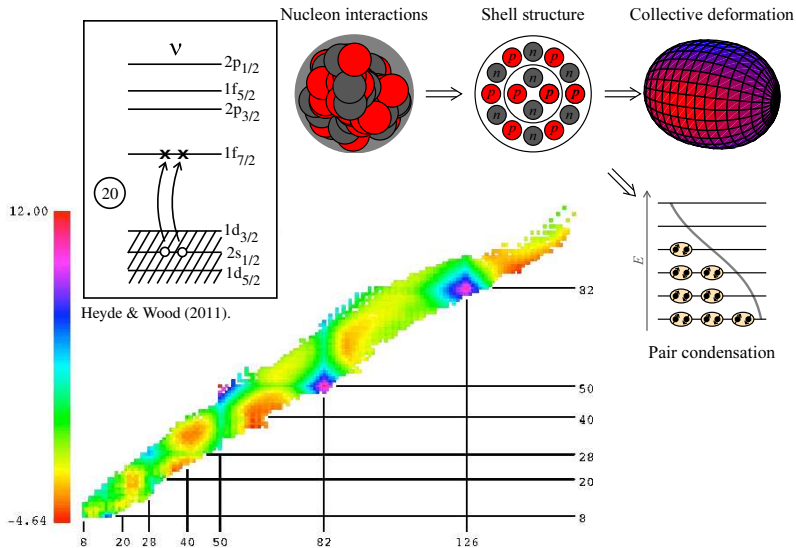 Nucleon interactions
Shell structure
Collective deformation
ν
2p1/2
1f5/2
2p3/2
1f7/2
20
1d3/2
2s1/2
1d5/2
Heyde & Wood (2011).
p n p
n n n
p p p p
n n n
p n p
E
Pair condensation
12.00
-4.64
82
50
40
28
20
8
8 20 28 40 50 82 126